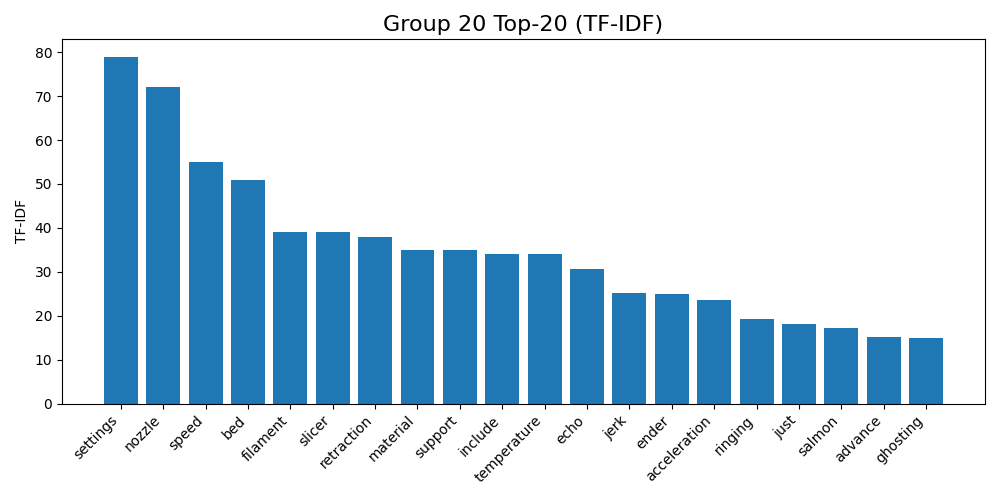 Group 20 Top-20 (TF-IDF)
TF-IDF
80
70
60
50
40
30
20
10
0
settings
nozzle
speed
bed
filament
slicer
retraction
material
support
include
temperature
echo
jerk
ender
acceleration
ringing
just
salmon
advance
ghosting